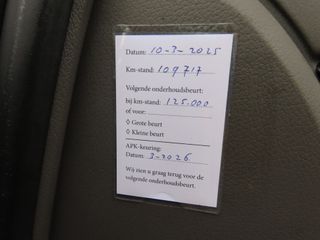 Datum: 10-3-2025
Km-stand: 109717
Volgende onderhoudsbeurt:
bij km-stand: 125.000
of voor:
◊ Grote beurt
◊ Kleine beurt
APK-keuring:
Datum: 3-2026
Wij zien u graag terug voor de
volgende onderhoudsbeurt.